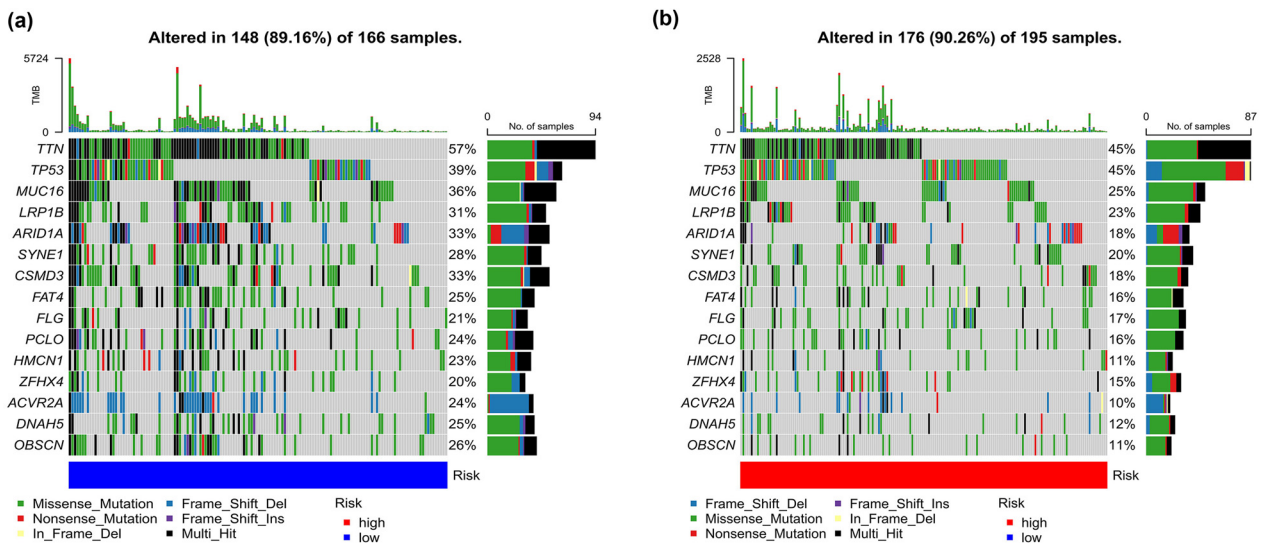 (a)
Altered in 148 (89.16%) of 166 samples.
5724
TMB
0
0 94
No. of samples
TTN 57%
TP53 39%
MUC16 36%
LRP1B 31%
ARID1A 33%
SYNE1 28%
CSMD3 33%
FAT4 25%
FLG 21%
PCLO 24%
HMCN1 23%
ZFHX4 20%
ACVR2A 24%
DNAH5 25%
OBSCN 26%
Risk
Missense_Mutation Frame_Shift_Del Risk
Nonsense_Mutation Frame_Shift_Ins high
In_Frame_Del Multi_Hit low
(b)
Altered in 176 (90.26%) of 195 samples.
2528
TMB
0
0 87
No. of samples
TTN 45%
TP53 45%
MUC16 25%
LRP1B 23%
ARID1A 18%
SYNE1 20%
CSMD3 18%
FAT4 16%
FLG 17%
PCLO 16%
HMCN1 11%
ZFHX4 15%
ACVR2A 10%
DNAH5 12%
OBSCN 11%
Risk
Frame_Shift_Del Frame_Shift_Ins Risk
Missense_Mutation In_Frame_Del high
Nonsense_Mutation Multi_Hit low